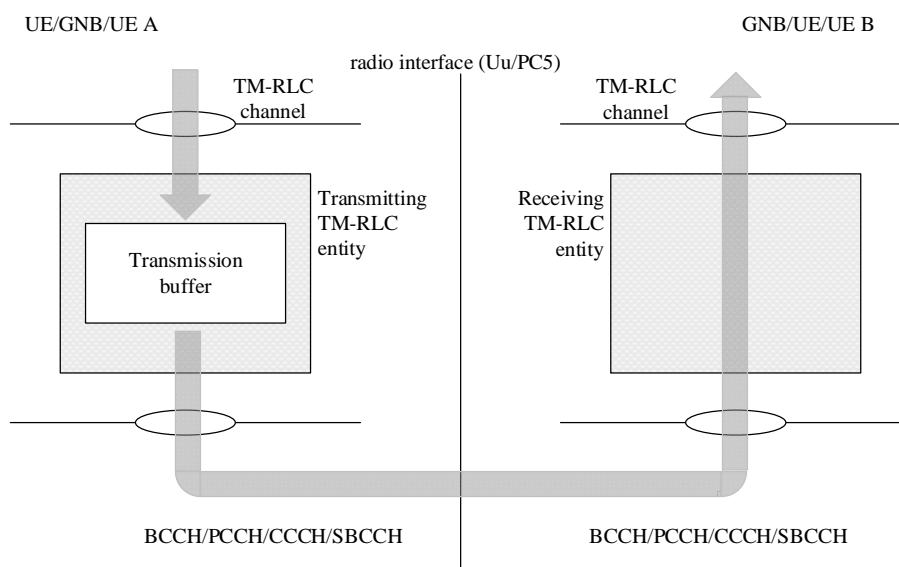 UE/GNB/UE A
GNB/UE/UE B
radio interface (Uu/PC5)
TM-RLC
channel
TM-RLC
channel
Transmitting
TM-RLC
entity
Receiving
TM-RLC
entity
Transmission
buffer
BCCH/PCCH/CCCH/SBCCH
BCCH/PCCH/CCCH/SBCCH